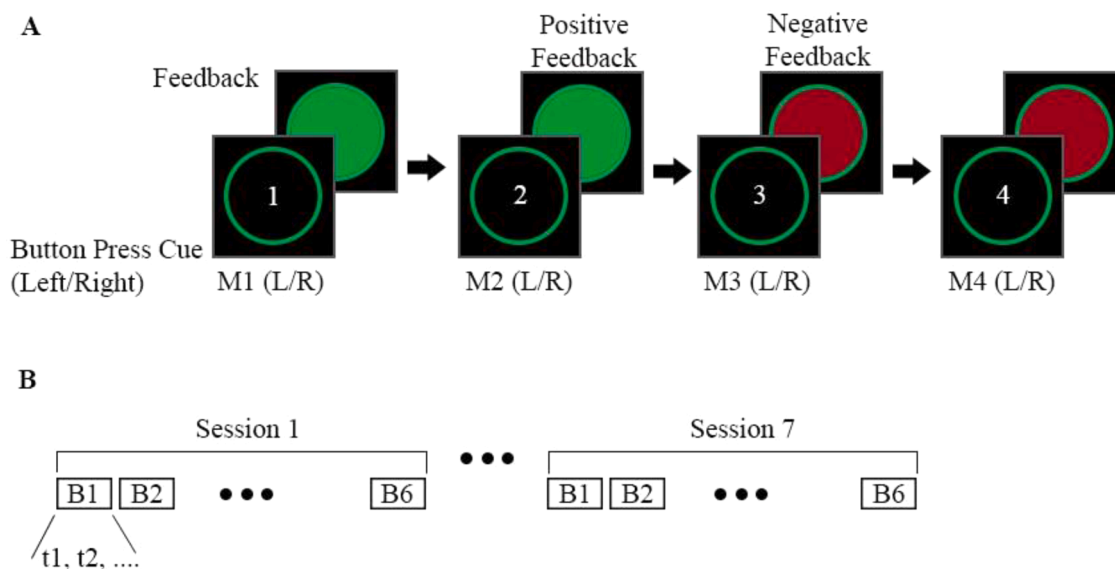 A
Positive
Feedback
Negative
Feedback
Feedback
1
2
3
4
Button Press Cue
(Left/Right)
M1 (L/R)
M2 (L/R)
M3 (L/R)
M4 (L/R)
B
Session 1
Session 7
B1 B2 B6 B1 B2 B6
t1, t2, ....